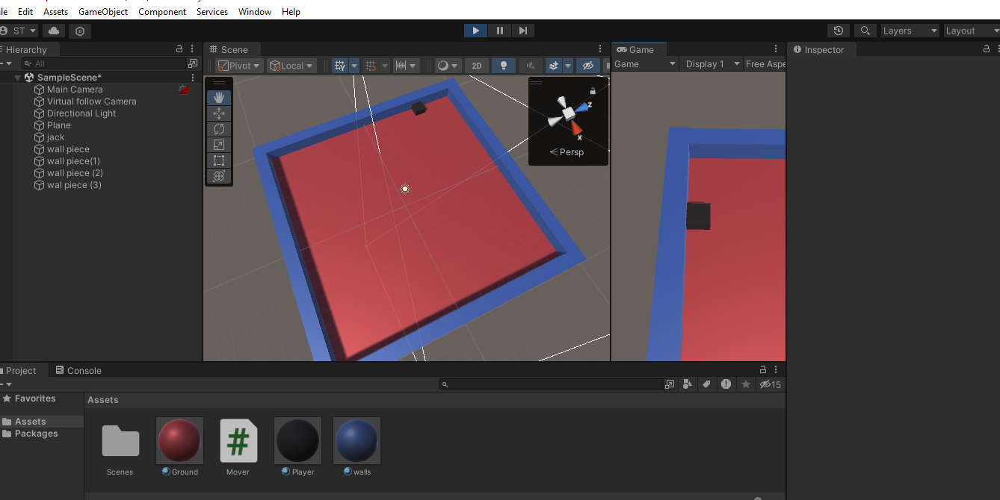 le Edit Assets GameObject Component Services Window Help
ST Layers Layout
Hierarchy Scene Game Inspector
All Pivot Local 2D Game Display 1 Free Aspe
SampleScene*
Main Camera
Virtual follow Camera
Directional Light
Plane
jack
wall piece
wall piece(1)
wall piece (2)
wal piece (3)
z
x
Persp
Project Console
15
Favorites Assets
Assets
Packages
Scenes Ground Mover Player walls